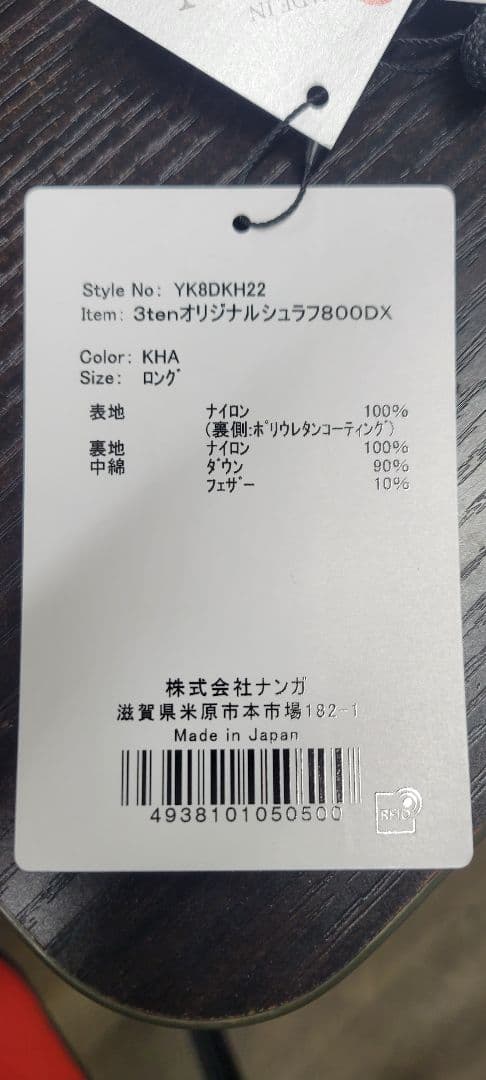 MADE IN
Style No: YK8DKH22
Item: 3tenオリジナルシュラフ800DX
Color: KHA
Size: ロング
表地 ナイロン 100%
(裏側:ポリウレタンコーティング)
裏地 ナイロン 100%
中綿 ダウン 90%
フェザー 10%
株式会社ナンガ
滋賀県米原市本市場182-1
Made in Japan
4938101050500
RFID